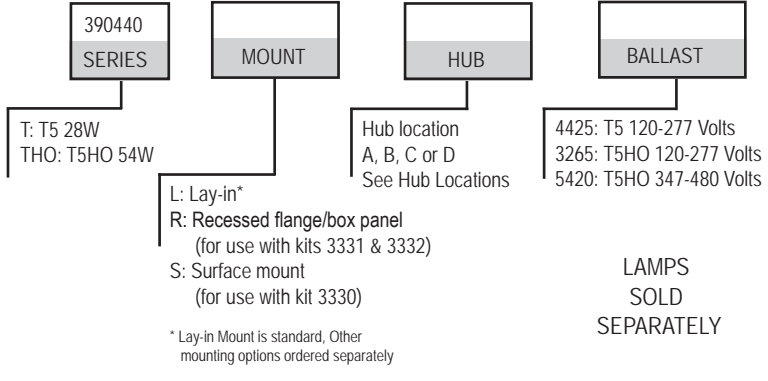 390440
SERIES
MOUNT
HUB
BALLAST
T: T5 28W
THO: T5HO 54W
L: Lay-in*
R: Recessed flange/box panel
(for use with kits 3331 & 3332)
S: Surface mount
(for use with kit 3330)
* Lay-in Mount is standard, Other
mounting options ordered separately
Hub location
A, B, C or D
See Hub Locations
4425: T5 120-277 Volts
3265: T5HO 120-277 Volts
5420: T5HO 347-480 Volts
LAMPS
SOLD
SEPARATELY